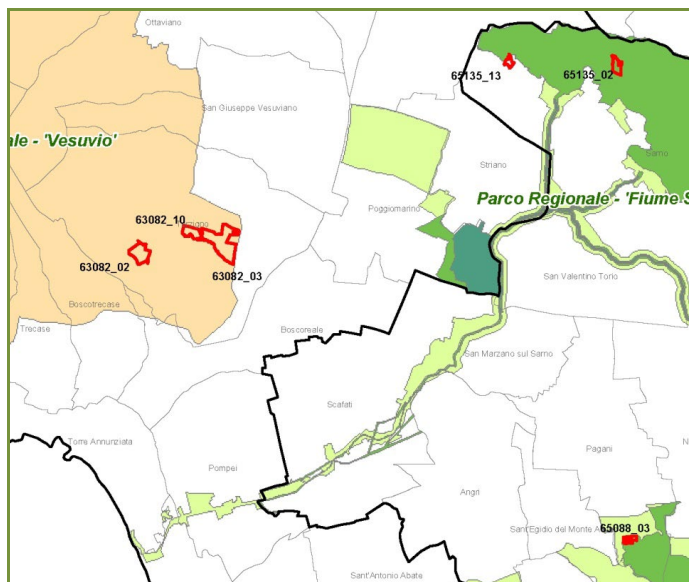 Ottaviano
65135_13
65135_02
San Giuseppe Vesuviano
ale - 'Vesuvio'
Striano
Sarno
Parco Regionale - 'Fiume S
Poggiomarino
63082_10
63082_02
63082_03
San Valentino Torio
Boscotrecase
Trecase
Boscoreale
San Marzano sul Sarno
Scafati
Torre Annunziata
Pagani
Pompei
Angri
Sant'Egidio del Monte A
65088_03
Sant'Antonio Abate